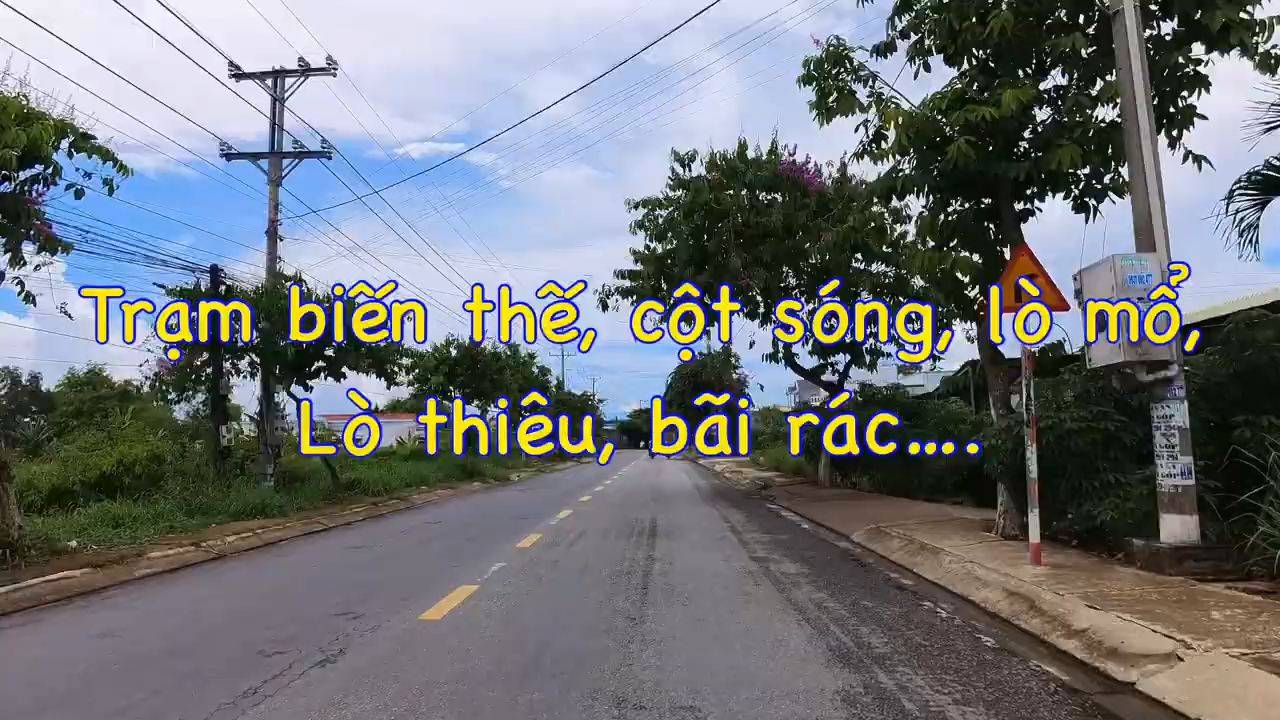 Trạm biến thế, cột sóng, lò mổ,
Lò thiêu, bãi rác....